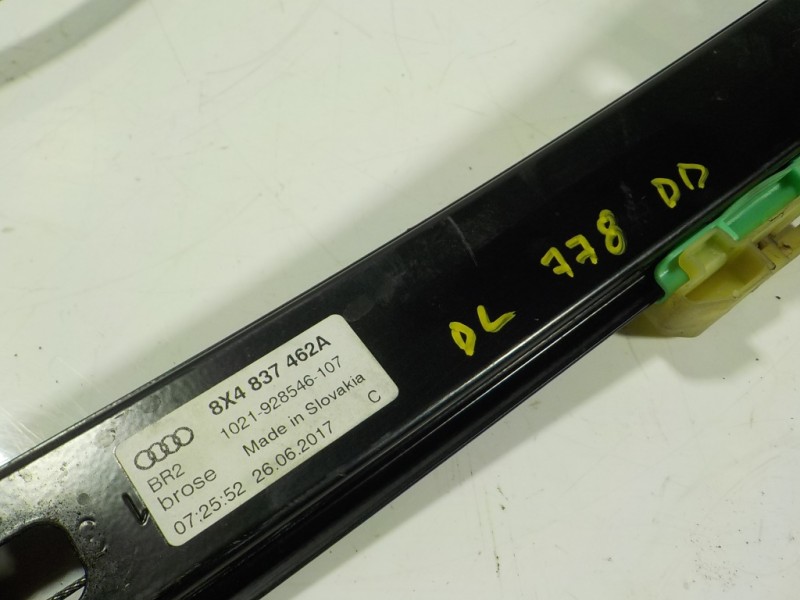 8X4 837 462A
1021-928546-107
Made in Slovakia
C
BR2
brose
07:25:52 26.06.2017
DL 778 DD